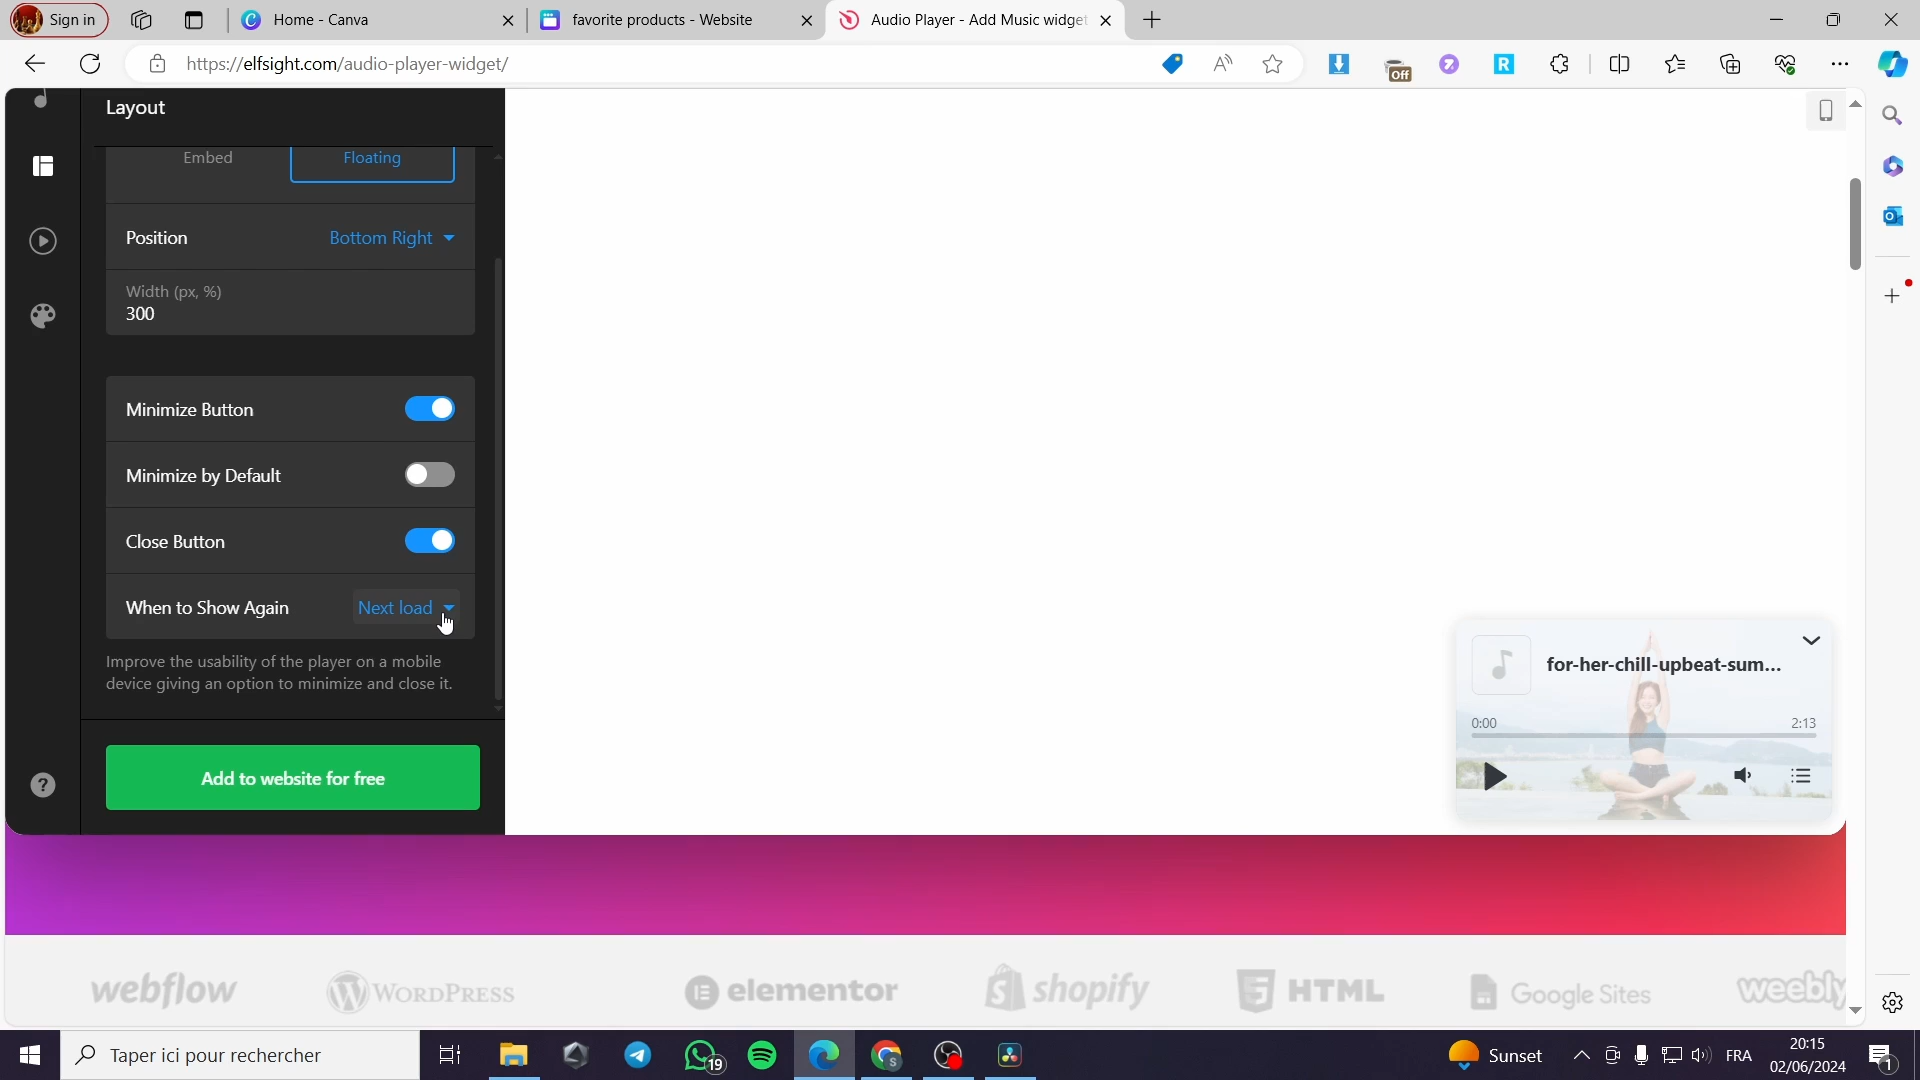 Sign in
Home - Canva
favorite products - Website
Audio Player - Add Music widget
https://elfsight.com/audio-player-widget/
Off
Layout
Embed
Floating
Position
Bottom Right
Width (px, %)
300
Minimize Button
Minimize by Default
Close Button
When to Show Again
Next load
Improve the usability of the player on a mobile
device giving an option to minimize and close it.
Add to website for free
for-her-chill-upbeat-sum...
0:00
2:13
webflow
WORDPRESS
elementor
shopify
HTML
Google Sites
weebly
Taper ici pour rechercher
19
Sunset
FRA
20:15
02/06/2024
1